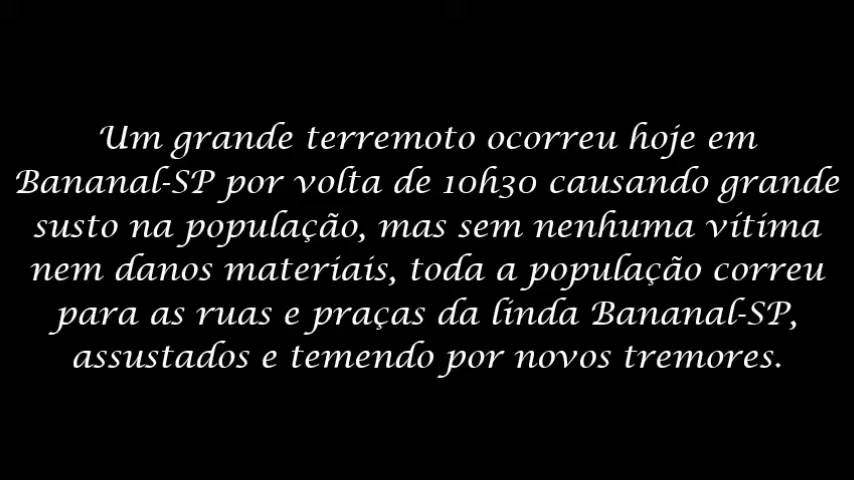 Um grande terremoto ocorreu hoje em
Bananal-SP por volta de 10h30 causando grande
susto na população, mas sem nenhuma vítima
nem danos materiais, toda a população correu
para as ruas e praças da linda Bananal-SP,
assustados e temendo por novos tremores.